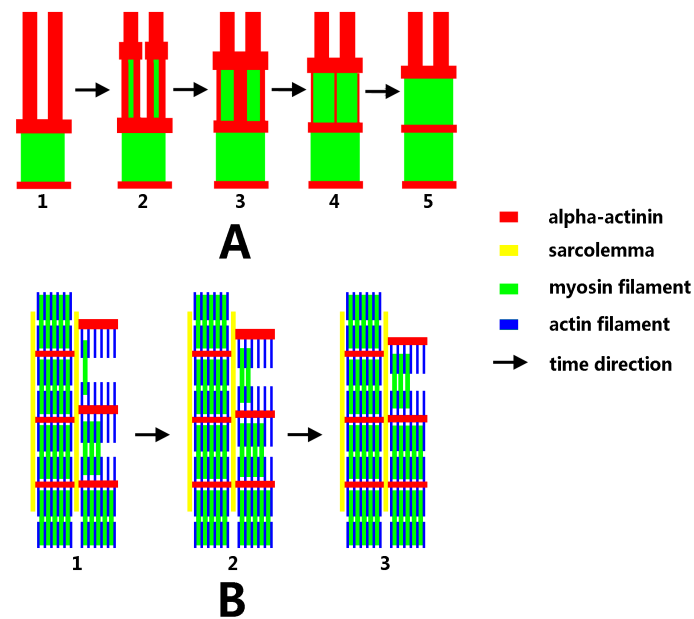 1 2 3 4 5
A
alpha-actinin
sarcolemma
myosin filament
actin filament
time direction
1 2 3
B